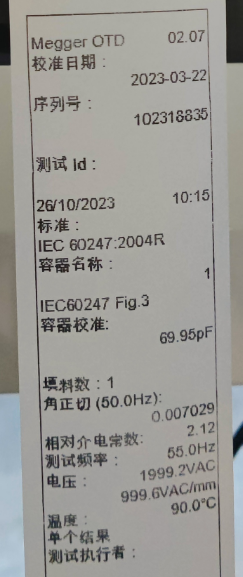 Megger OTD 02.07
校准日期：
2023-03-22
序列号：
102318835
测试 Id：
26/10/2023 10:15
标准：
IEC 60247:2004R
容器名称：
1
IEC60247 Fig.3
容器校准:
69.95pF
填料数：1
角正切 (50.0Hz):
0.007029
相对介电常数: 2.12
测试频率： 55.0Hz
电压： 1999.2VAC
999.6VAC/mm
温度： 90.0°C
单个结果
测试执行者：